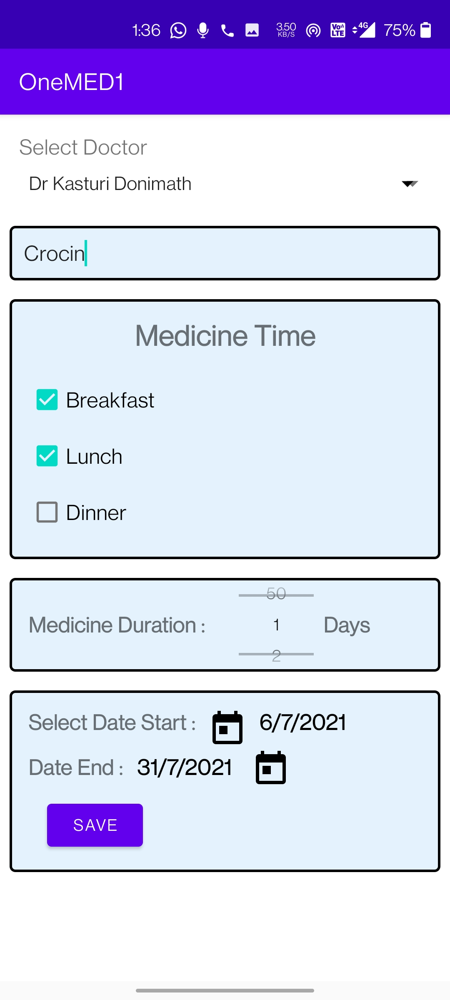 1:36 3.50 KB/S Vo)) LTE 4G 75%
OneMED1
Select Doctor
Dr Kasturi Donimath
Crocin
Medicine Time
Breakfast
Lunch
Dinner
50
Medicine Duration : 1 Days
2
Select Date Start : 6/7/2021
Date End : 31/7/2021
SAVE